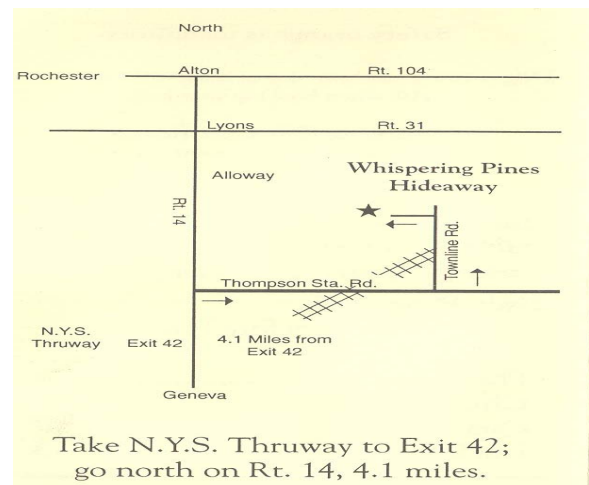 North
Rochester
Alton
Rt. 104
Lyons
Rt. 31
Alloway
Whispering Pines
Hideaway
Rt. 14
Townline Rd.
Thompson Sta. Rd.
N.Y.S.
Thruway
Exit 42
4.1 Miles from
Exit 42
Geneva
Take N.Y.S. Thruway to Exit 42;
go north on Rt. 14, 4.1 miles.